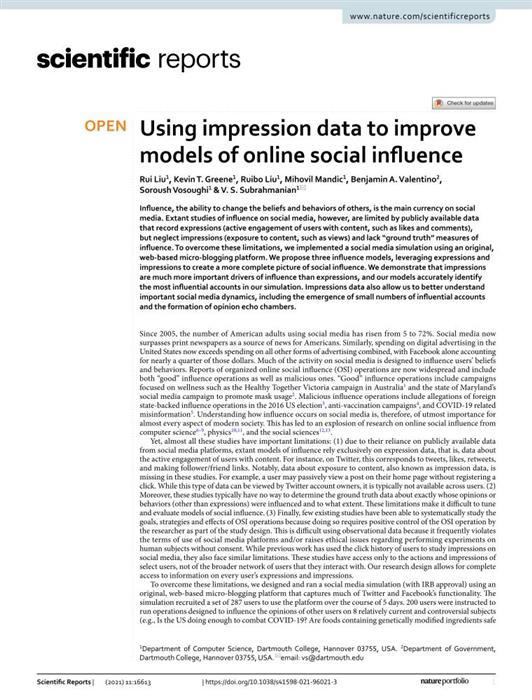 www.nature.com/scientificreports
scientific reports
Check for updates
OPEN
Using impression data to improve
models of online social influence
Rui Liu¹, Kevin T. Greene¹, Ruibo Liu¹, Mihovil Mandic¹, Benjamin A. Valentino²,
Soroush Vosoughi¹ & V. S. Subrahmanian¹
Influence, the ability to change the beliefs and behaviors of others, is the main currency on social
media. Extant studies of influence on social media, however, are limited by publicly available data
that record expressions (active engagement of users with content, such as likes and comments),
but neglect impressions (exposure to content, such as views) and lack “ground truth” measures of
influence. To overcome these limitations, we implemented a social media simulation using an original,
web-based micro-blogging platform. We propose three influence models, leveraging expressions and
impressions to create a more complete picture of social influence. We demonstrate that impressions
are much more important drivers of influence than expressions, and our models accurately identify
the most influential accounts in our simulation. Impressions data also allow us to better understand
important social media dynamics, including the emergence of small numbers of influential accounts
and the formation of opinion echo chambers.
Since 2005, the number of American adults using social media has risen from 5 to 72%. Social media now
surpasses print newspapers as a source of news for Americans. Similarly, spending on digital advertising in the
United States now exceeds spending on all other forms of advertising combined, with Facebook alone accounting
for nearly a quarter of those dollars. Much of the activity on social media is designed to influence users’ beliefs
and behaviors. Reports of organized online social influence (OSI) operations are now widespread and include
both “good” influence operations as well as malicious ones. “Good” influence operations include campaigns
focused on wellness such as the Healthy Together Victoria campaign in Australia¹ and the state of Maryland’s
social media campaign to promote mask usage². Malicious influence operations include allegations of foreign
state-backed influence operations in the 2016 US election³, anti-vaccination campaigns⁴, and COVID-19 related
misinformation⁵. Understanding how influence occurs on social media is, therefore, of utmost importance for
almost every aspect of modern society. This has led to an explosion of research on online social influence from
computer science⁶⁻⁹, physics¹⁰,¹¹, and the social sciences¹²,¹³.
Yet, almost all these studies have important limitations: (1) due to their reliance on publicly available data
from social media platforms, extant models of influence rely exclusively on expression data, that is, data about
the active engagement of users with content. For instance, on Twitter, this corresponds to tweets, likes, retweets,
and making follower/friend links. Notably, data about exposure to content, also known as impression data, is
missing in these studies. For example, a user may passively view a post on their home page without registering a
click. While this type of data can be viewed by Twitter account owners, it is typically not available across users. (2)
Moreover, these studies typically have no way to determine the ground truth data about exactly whose opinions or
behaviors (other than expressions) were influenced and to what extent. These limitations make it difficult to tune
and evaluate models of social influence. (3) Finally, few existing studies have been able to systematically study the
goals, strategies and effects of OSI operations because doing so requires positive control of the OSI operation by
the researcher as part of the study design. This is difficult using observational data because it frequently violates
the terms of use of social media platforms and/or raises ethical issues regarding performing experiments on
human subjects without consent. While previous work has used the click history of users to study impressions on
social media, they also face similar limitations. These studies have access only to the actions and impressions of
select users, not of the broader network of users that they interact with. Our research design allows for complete
access to information on every user’s expressions and impressions.
To overcome these limitations, we designed and ran a social media simulation (with IRB approval) using an
original, web-based micro-blogging platform that captures much of Twitter and Facebook’s functionality. The
simulation recruited a set of 287 users to use the platform over the course of 5 days. 200 users were instructed to
run operations designed to influence the opinions of other users on 8 relatively current and controversial subjects
(e.g., Is the US doing enough to combat COVID-19? Are foods containing genetically modified ingredients safe
¹Department of Computer Science, Dartmouth College, Hannover 03755, USA. ²Department of Government,
Dartmouth College, Hannover 03755, USA. email: vs@dartmouth.edu
Scientific Reports | (2021) 11:16613 | https://doi.org/10.1038/s41598-021-96021-3 natureportfolio